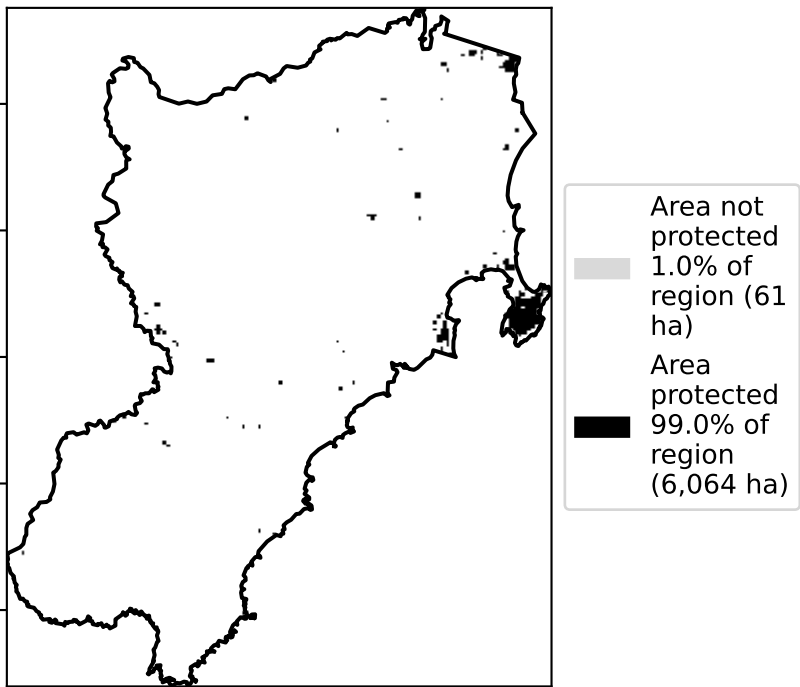 Area not
protected
1.0% of
region (61
ha)
Area
protected
99.0% of
region
(6,064 ha)